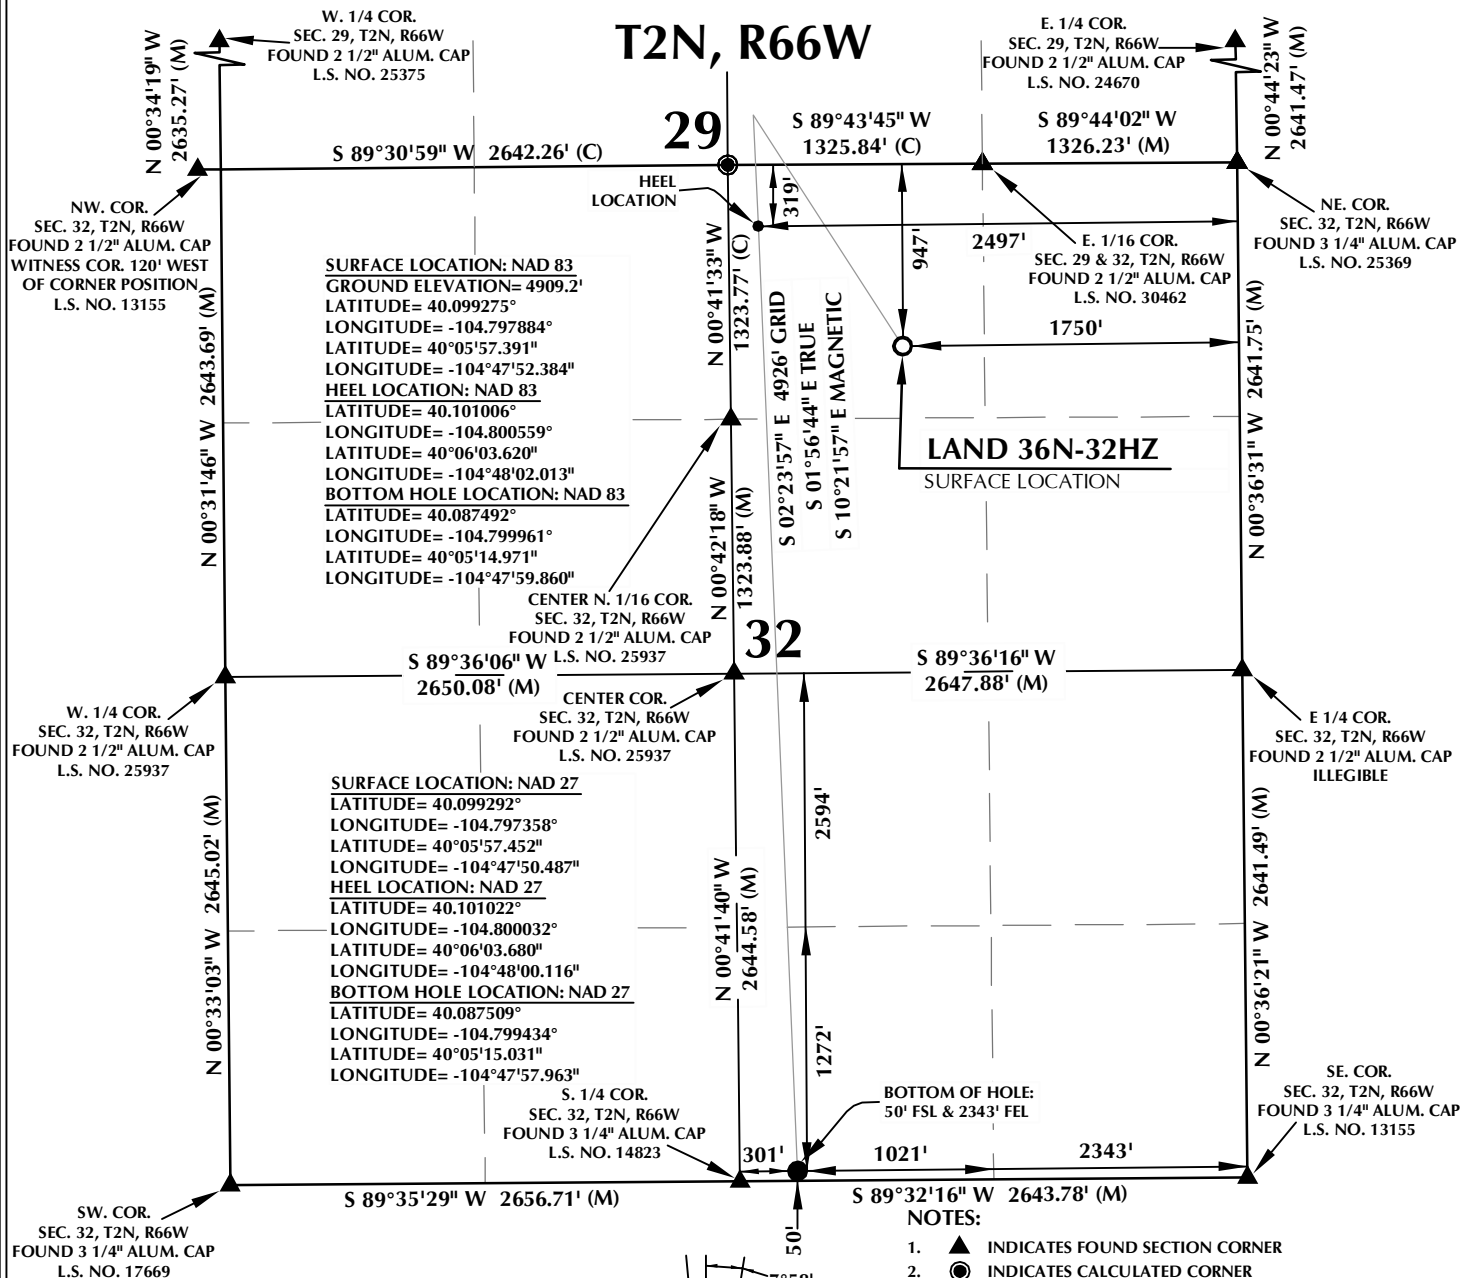 T2N, R66W
W. 1/4 COR.
SEC. 29, T2N, R66W
FOUND 2 1/2" ALUM. CAP
L.S. NO. 25375
E. 1/4 COR.
SEC. 29, T2N, R66W
FOUND 2 1/2" ALUM. CAP
L.S. NO. 24670
N 00°34'19" W
2635.27' (M)
N 00°44'23" W
2641.47' (M)
29
S 89°30'59" W 2642.26' (C)
S 89°43'45" W
1325.84' (C)
S 89°44'02" W
1326.23' (M)
NW. COR.
SEC. 32, T2N, R66W
FOUND 2 1/2" ALUM. CAP
WITNESS COR. 120' WEST
OF CORNER POSITION
L.S. NO. 13155
HEEL
LOCATION
319'
947'
2497'
E. 1/16 COR.
SEC. 29 & 32, T2N, R66W
FOUND 2 1/2" ALUM. CAP
L.S. NO. 30462
NE. COR.
SEC. 32, T2N, R66W
FOUND 3 1/4" ALUM. CAP
L.S. NO. 25369
1750'
SURFACE LOCATION: NAD 83
GROUND ELEVATION= 4909.2'
LATITUDE= 40.099275°
LONGITUDE= -104.797884°
LATITUDE= 40°05'57.391"
LONGITUDE= -104°47'52.384"
HEEL LOCATION: NAD 83
LATITUDE= 40.101006°
LONGITUDE= -104.800559°
LATITUDE= 40°06'03.620"
LONGITUDE= -104°48'02.013"
BOTTOM HOLE LOCATION: NAD 83
LATITUDE= 40.087492°
LONGITUDE= -104.799961°
LATITUDE= 40°05'14.971"
LONGITUDE= -104°47'59.860"
N 00°31'46" W 2643.69' (M)
N 00°41'33" W
1323.77' (C)
S 02°23'57" E 4926' GRID
S 01°56'44" E TRUE
S 10°21'57" E MAGNETIC
N 00°36'31" W 2641.75' (M)
LAND 36N-32HZ
SURFACE LOCATION
N 00°42'18" W
1323.88' (M)
CENTER N. 1/16 COR.
SEC. 32, T2N, R66W
FOUND 2 1/2" ALUM. CAP
L.S. NO. 25937
32
S 89°36'06" W
2650.08' (M)
S 89°36'16" W
2647.88' (M)
W. 1/4 COR.
SEC. 32, T2N, R66W
FOUND 2 1/2" ALUM. CAP
L.S. NO. 25937
CENTER COR.
SEC. 32, T2N, R66W
FOUND 2 1/2" ALUM. CAP
L.S. NO. 25937
E 1/4 COR.
SEC. 32, T2N, R66W
FOUND 2 1/2" ALUM. CAP
ILLEGIBLE
SURFACE LOCATION: NAD 27
LATITUDE= 40.099292°
LONGITUDE= -104.797358°
LATITUDE= 40°05'57.452"
LONGITUDE= -104°47'50.487"
HEEL LOCATION: NAD 27
LATITUDE= 40.101022°
LONGITUDE= -104.800032°
LATITUDE= 40°06'03.680"
LONGITUDE= -104°48'00.116"
BOTTOM HOLE LOCATION: NAD 27
LATITUDE= 40.087509°
LONGITUDE= -104.799434°
LATITUDE= 40°05'15.031"
LONGITUDE= -104°47'57.963"
N 00°33'03" W 2645.02' (M)
N 00°41'40" W
2644.58' (M)
2594'
1272'
N 00°36'21" W 2641.49' (M)
S. 1/4 COR.
SEC. 32, T2N, R66W
FOUND 3 1/4" ALUM. CAP
L.S. NO. 14823
BOTTOM OF HOLE:
50' FSL & 2343' FEL
SE. COR.
SEC. 32, T2N, R66W
FOUND 3 1/4" ALUM. CAP
L.S. NO. 13155
301'
1021'
2343'
S 89°35'29" W 2656.71' (M)
S 89°32'16" W 2643.78' (M)
SW. COR.
SEC. 32, T2N, R66W
FOUND 3 1/4" ALUM. CAP
L.S. NO. 17669
50'
7°58'
NOTES:
1. INDICATES FOUND SECTION CORNER
2. INDICATES CALCULATED CORNER